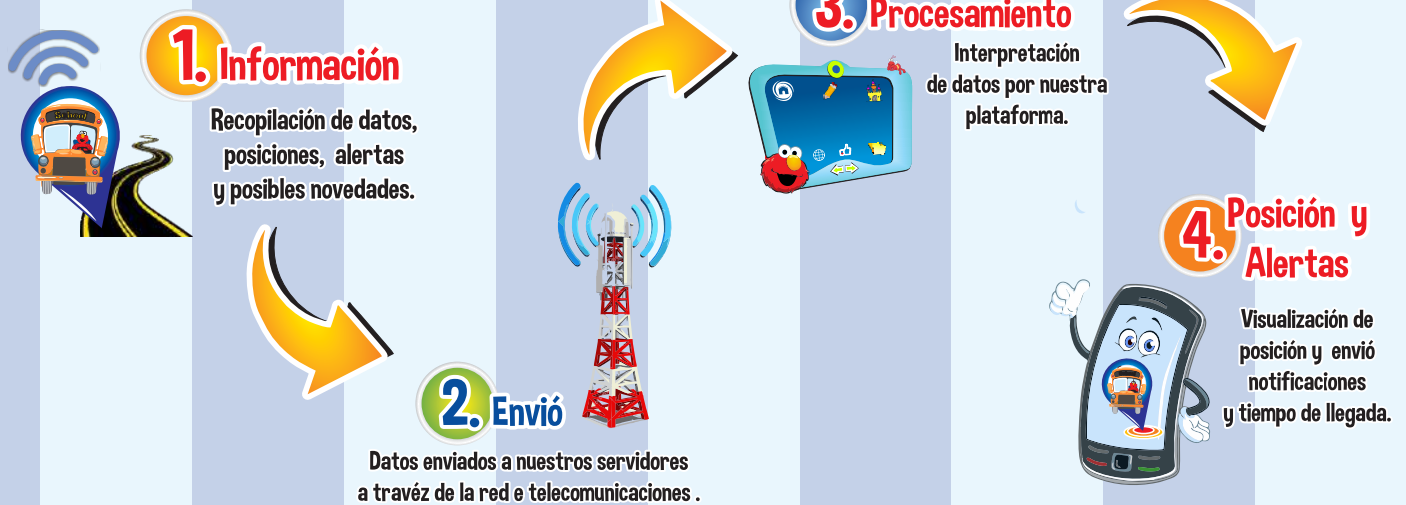 1. Información
Recopilación de datos,
posiciones, alertas
y posibles novedades.
School
2. Envió
Datos enviados a nuestros servidores
a travéz de la red e telecomunicaciones .
3. Procesamiento
Interpretación
de datos por nuestra
plataforma.
4. Posición y
Alertas
Visualización de
posición y envió
notificaciones
y tiempo de llegada.